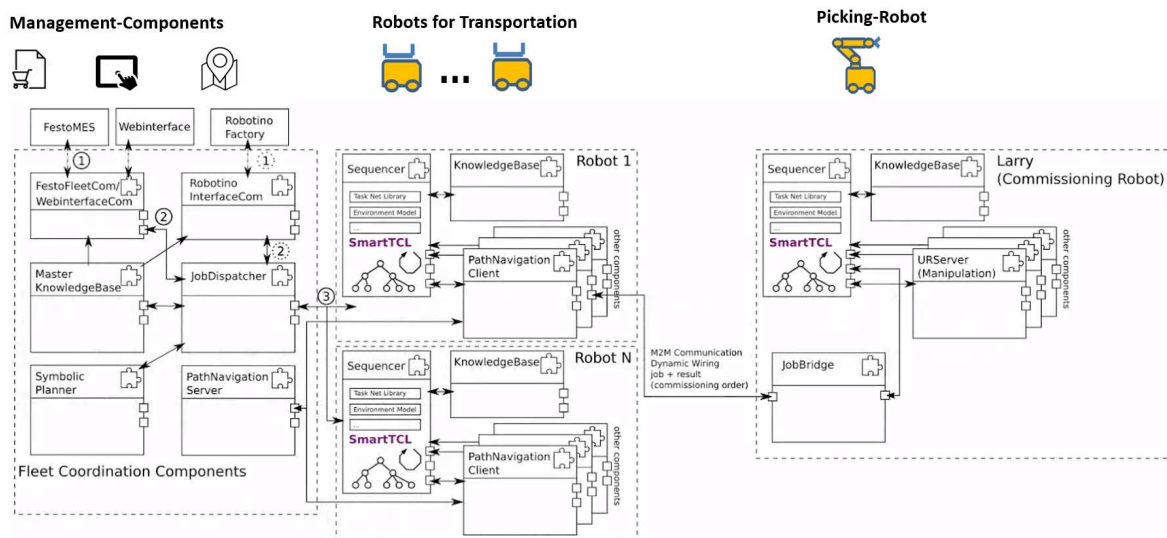 Management-Components
Robots for Transportation
Picking-Robot
...
FestoMES
Webinterface
Robotino
Factory
1
1
FestoFleetCom/
WebinterfaceCom
Robotino
InterfaceCom
2
2
Master
KnowledgeBase
JobDispatcher
3
Symbolic
Planner
PathNavigation
Server
Fleet Coordination Components
Robot 1
Sequencer
Task Net Library
Environment Model
...
SmartTCL
KnowledgeBase
PathNavigation
Client
other components
Robot N
Sequencer
Task Net Library
Environment Model
...
SmartTCL
KnowledgeBase
PathNavigation
Client
other components
M2M Communication
Dynamic Wiring
job + result
(commissioning order)
Larry
(Commissioning Robot)
Sequencer
Task Net Library
Environment Model
...
SmartTCL
KnowledgeBase
URServer
(Manipulation)
other components
JobBridge